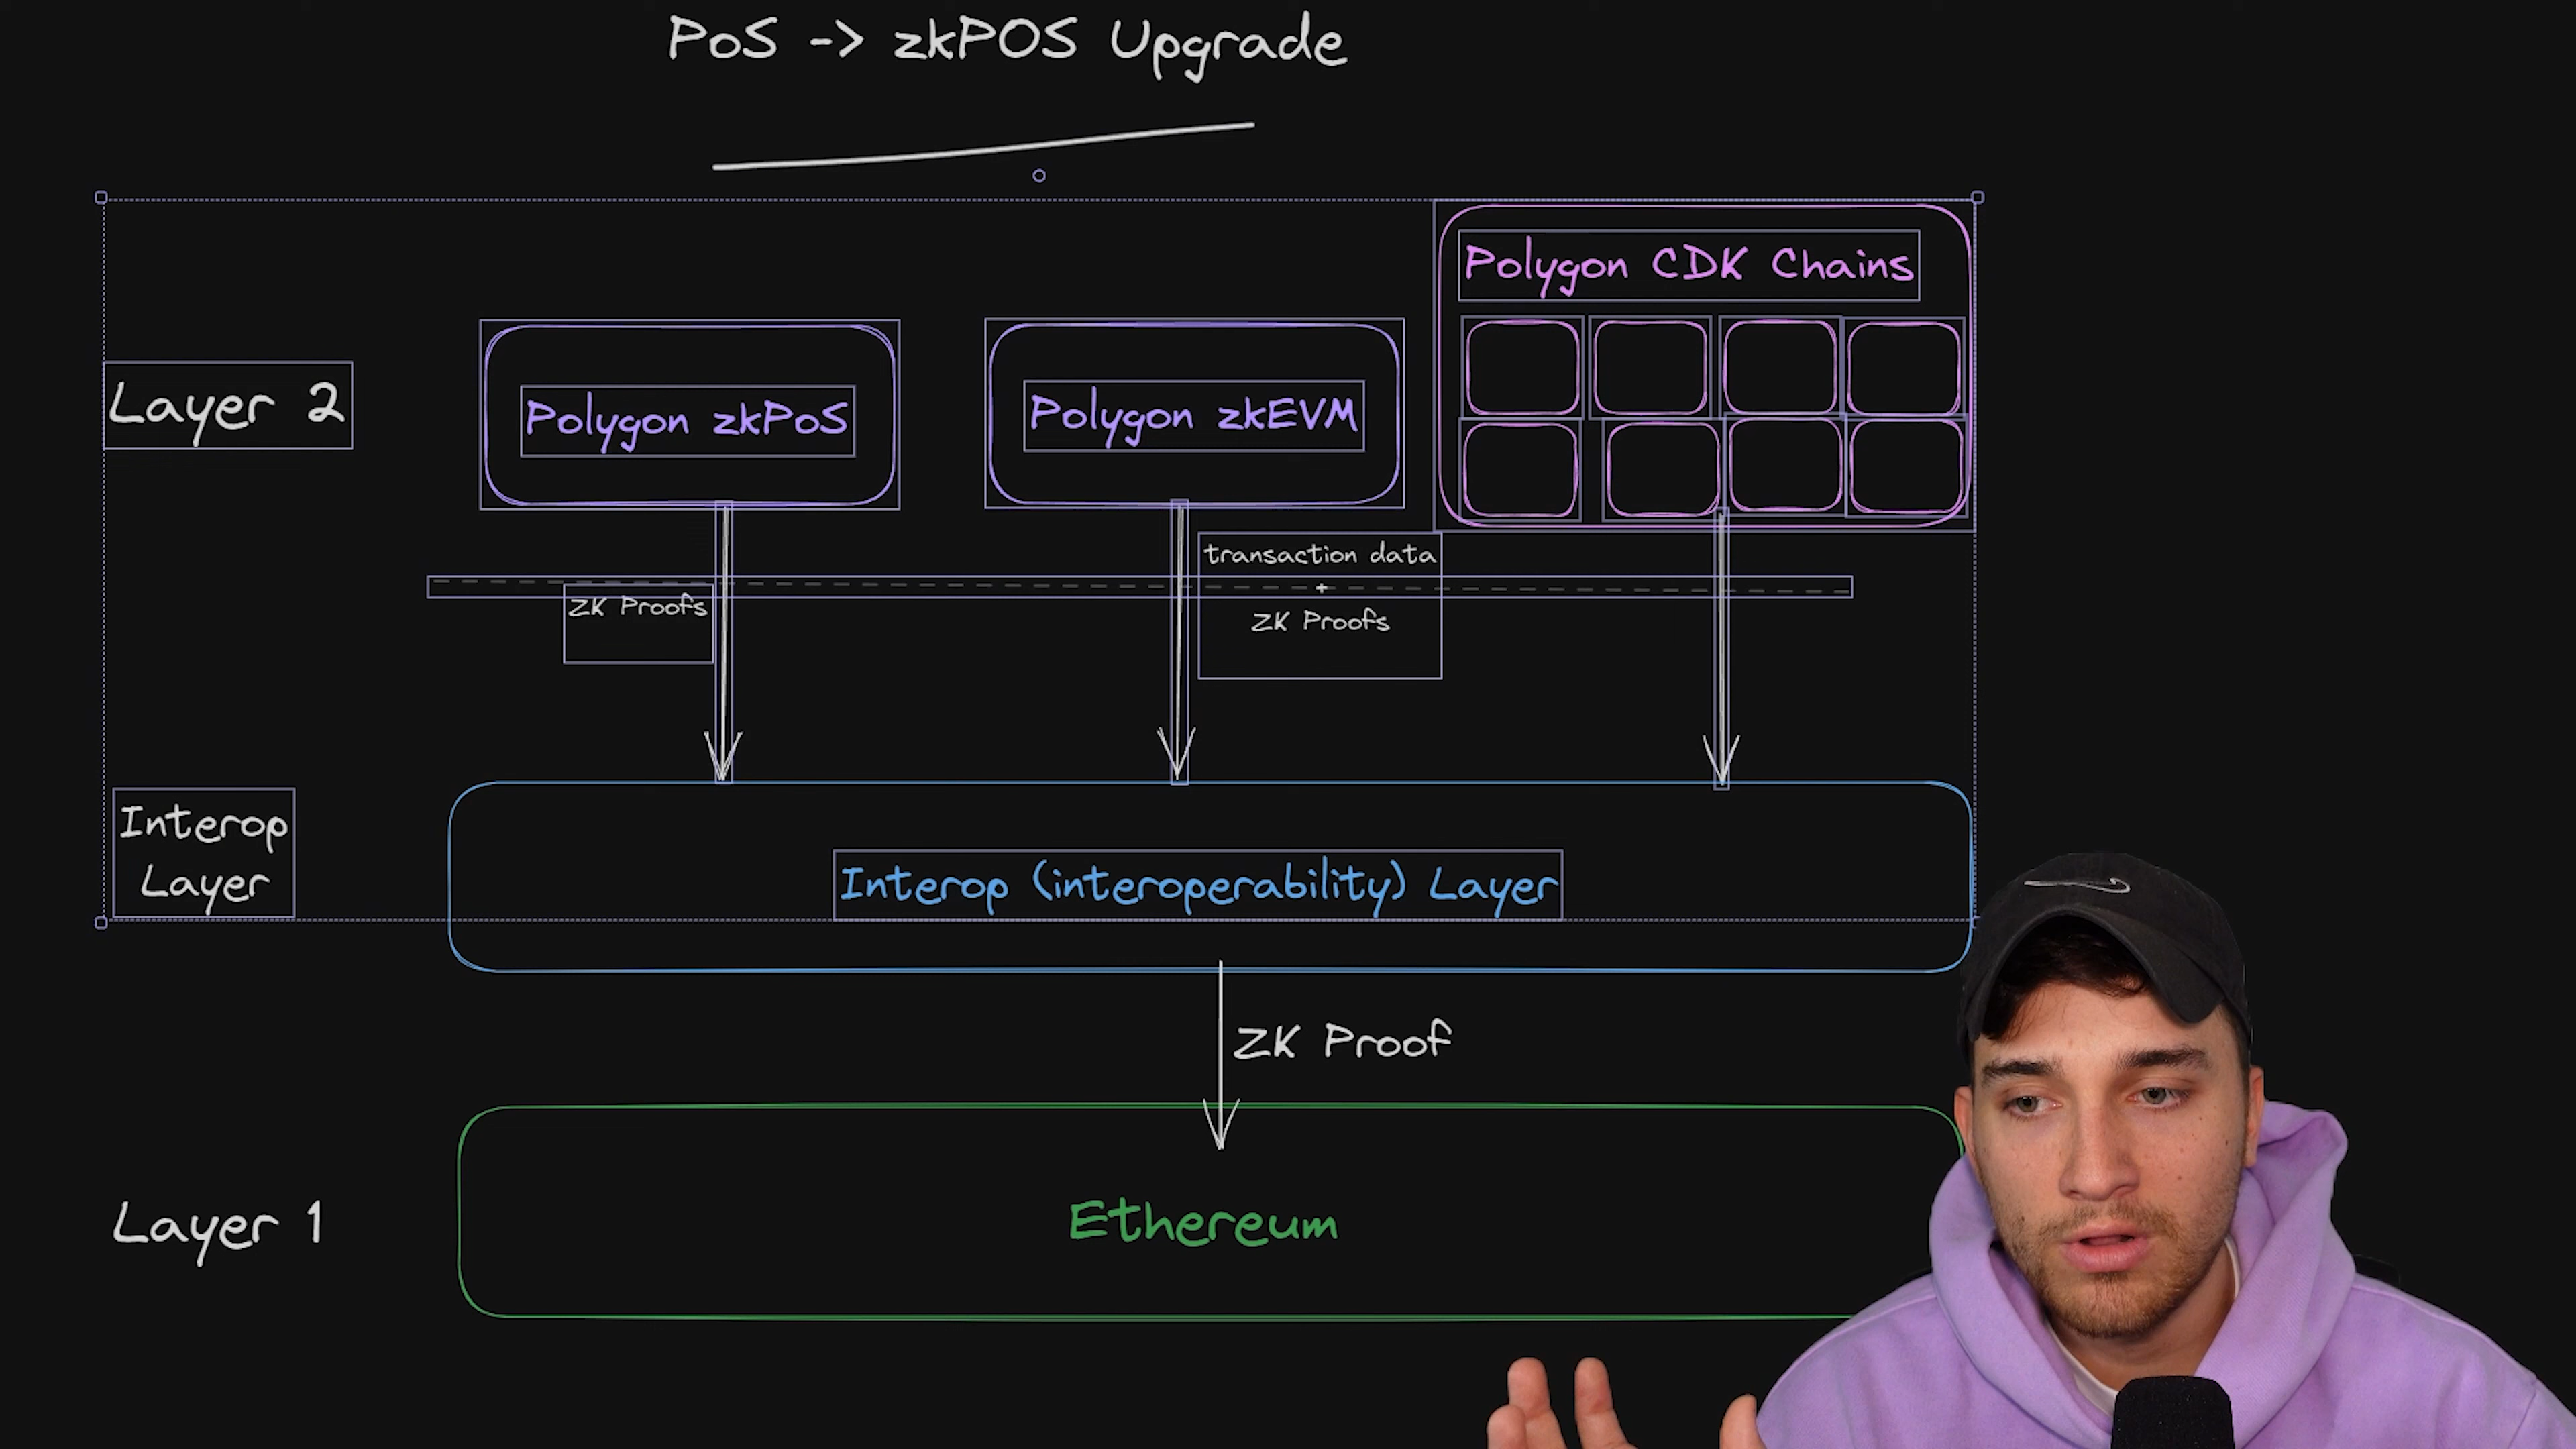 PoS -> zkPOS Upgrade
Polygon CDK Chains
Layer 2
Polygon zkPoS
Polygon zkEVM
transaction data
+
ZK Proofs
ZK Proofs
Interop
Layer
Interop (interoperability) Layer
ZK Proof
Layer 1
Ethereum